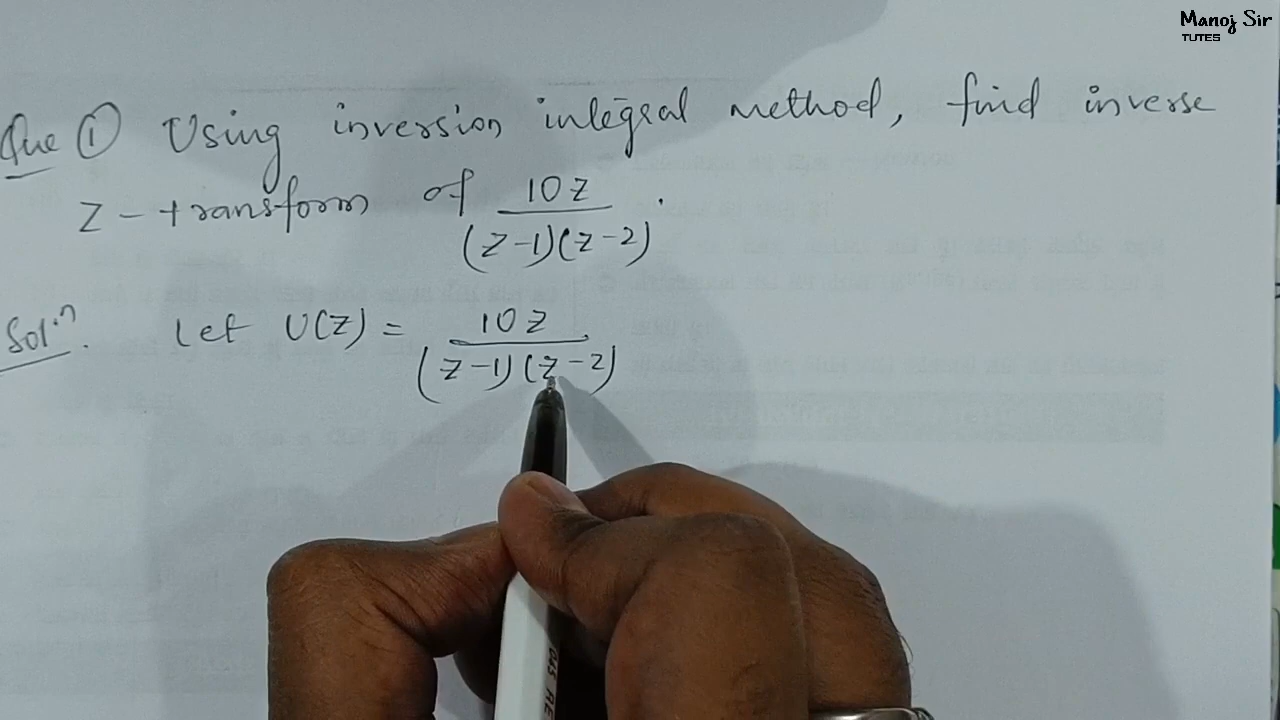 Manoj Sir
TUTES
Que ① Using inversion integral method, find inverse
Z-transform of 10z / (z-1)(z-2).
Solⁿ. Let U(z) = 10z / (z-1)(z-2)